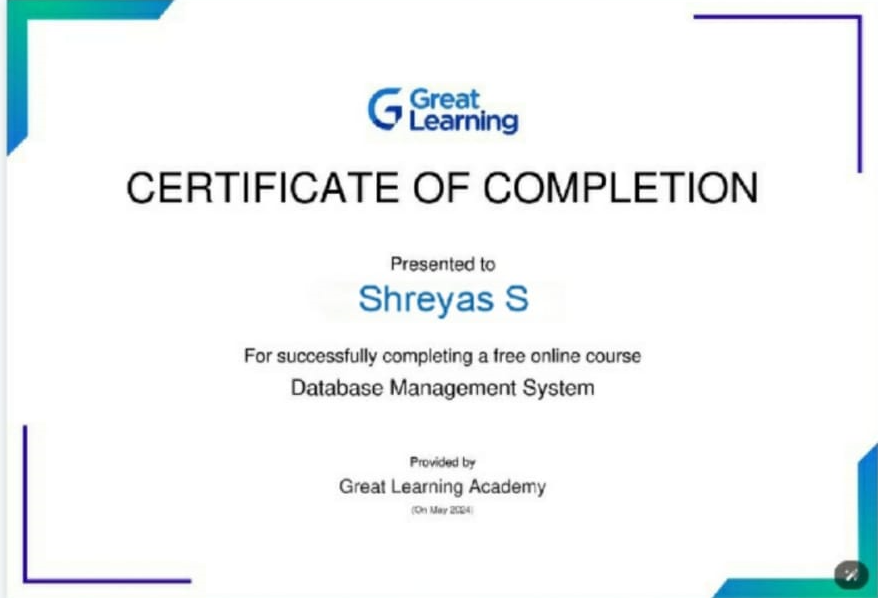 Great
Learning
CERTIFICATE OF COMPLETION
Presented to
Shreyas S
For successfully completing a free online course
Database Management System
Provided by
Great Learning Academy
(On May 2024)